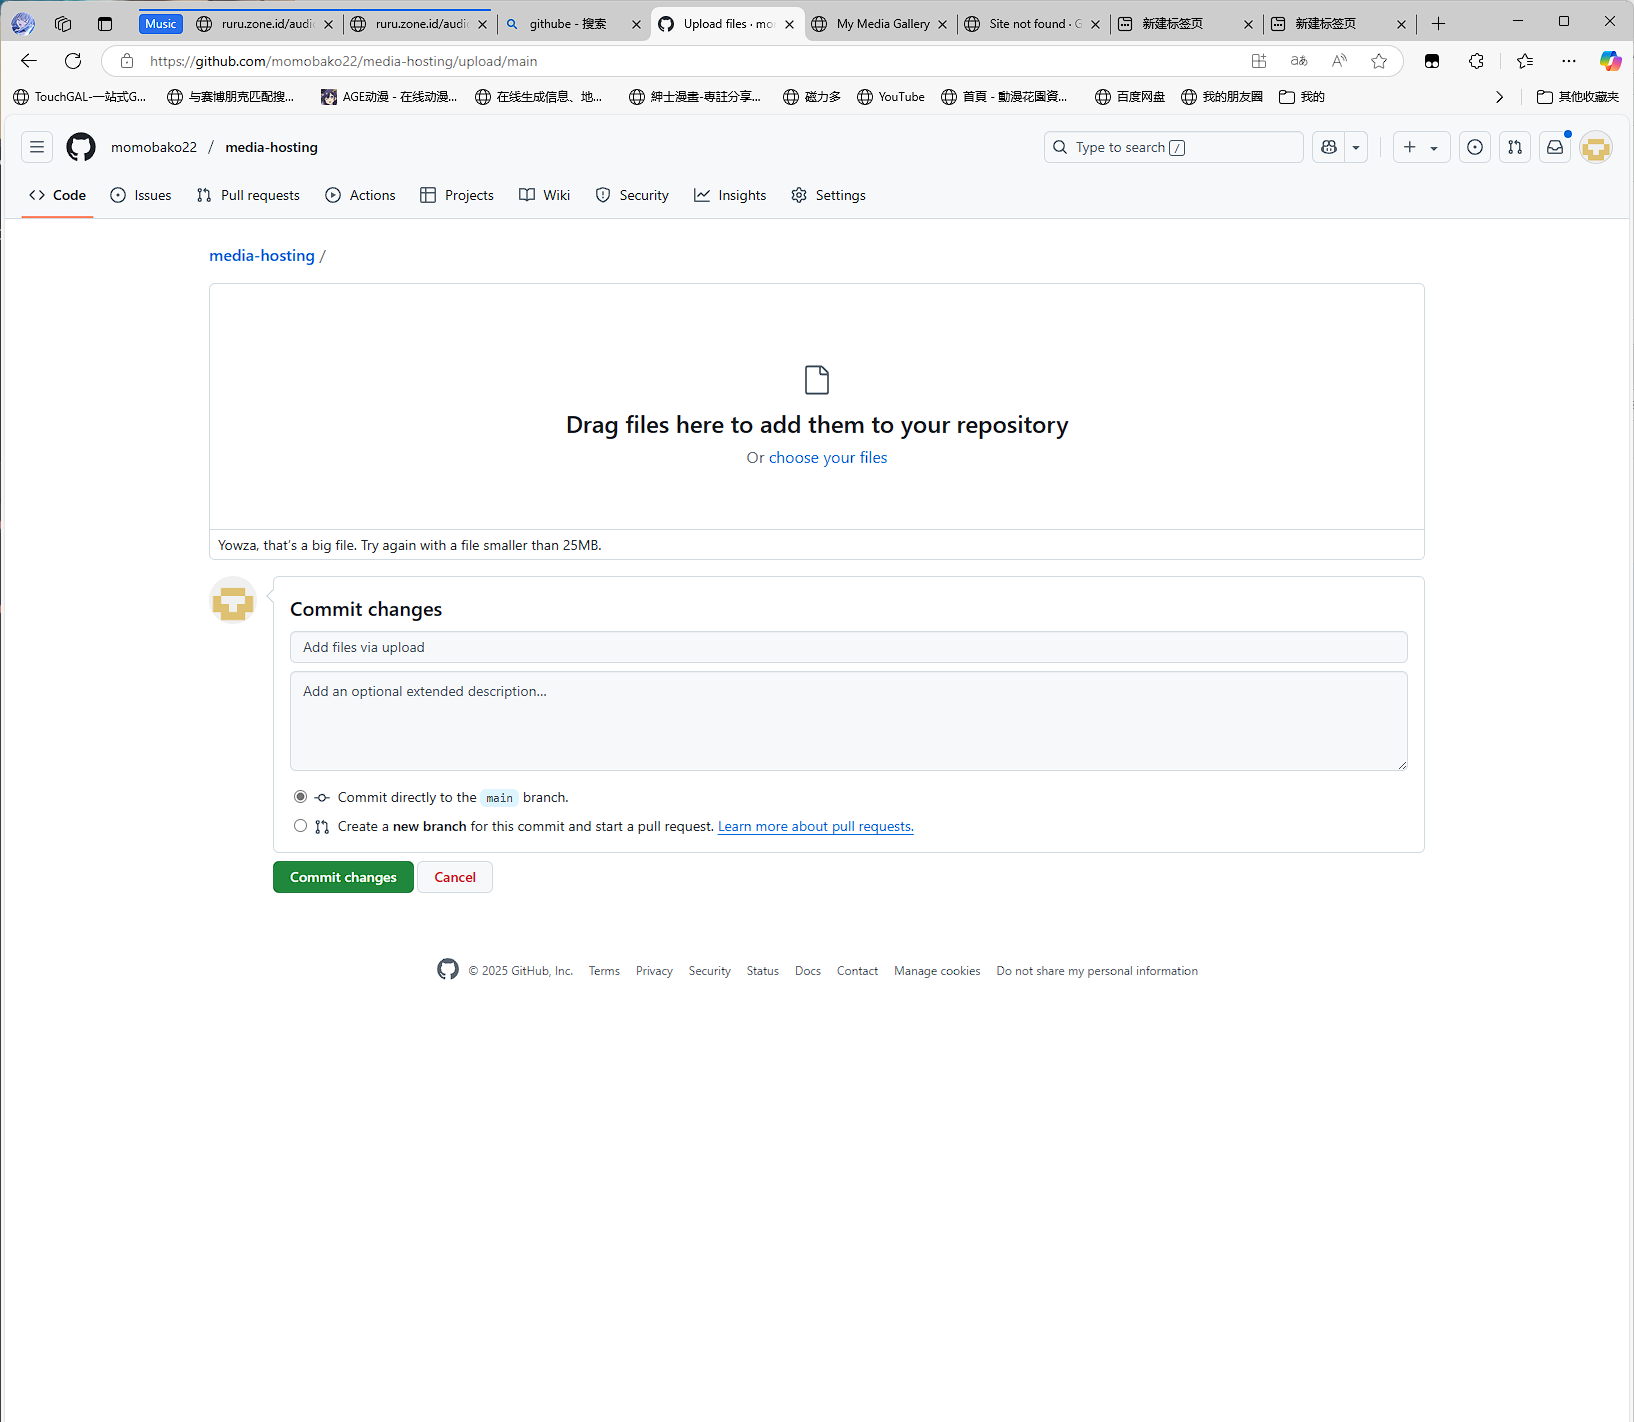 Music
ruru.zone.id/audi
ruru.zone.id/audi
githube - 搜索
Upload files · mo
My Media Gallery
Site not found · G
新建标签页
新建标签页
https://github.com/momobako22/media-hosting/upload/main
TouchGAL-一站式G...
与赛博朋克匹配搜...
AGE动漫 - 在线动漫...
在线生成信息、地...
紳士漫畫-專註分享...
磁力多
YouTube
首頁 - 動漫花園資...
百度网盘
我的朋友圈
我的
其他收藏夹
momobako22 / media-hosting
Type to search /
Code
Issues
Pull requests
Actions
Projects
Wiki
Security
Insights
Settings
media-hosting /
Drag files here to add them to your repository
Or choose your files
Yowza, that's a big file. Try again with a file smaller than 25MB.
Commit changes
Add files via upload
Add an optional extended description...
Commit directly to the main branch.
Create a new branch for this commit and start a pull request. Learn more about pull requests.
Commit changes
Cancel
© 2025 GitHub, Inc.
Terms
Privacy
Security
Status
Docs
Contact
Manage cookies
Do not share my personal information